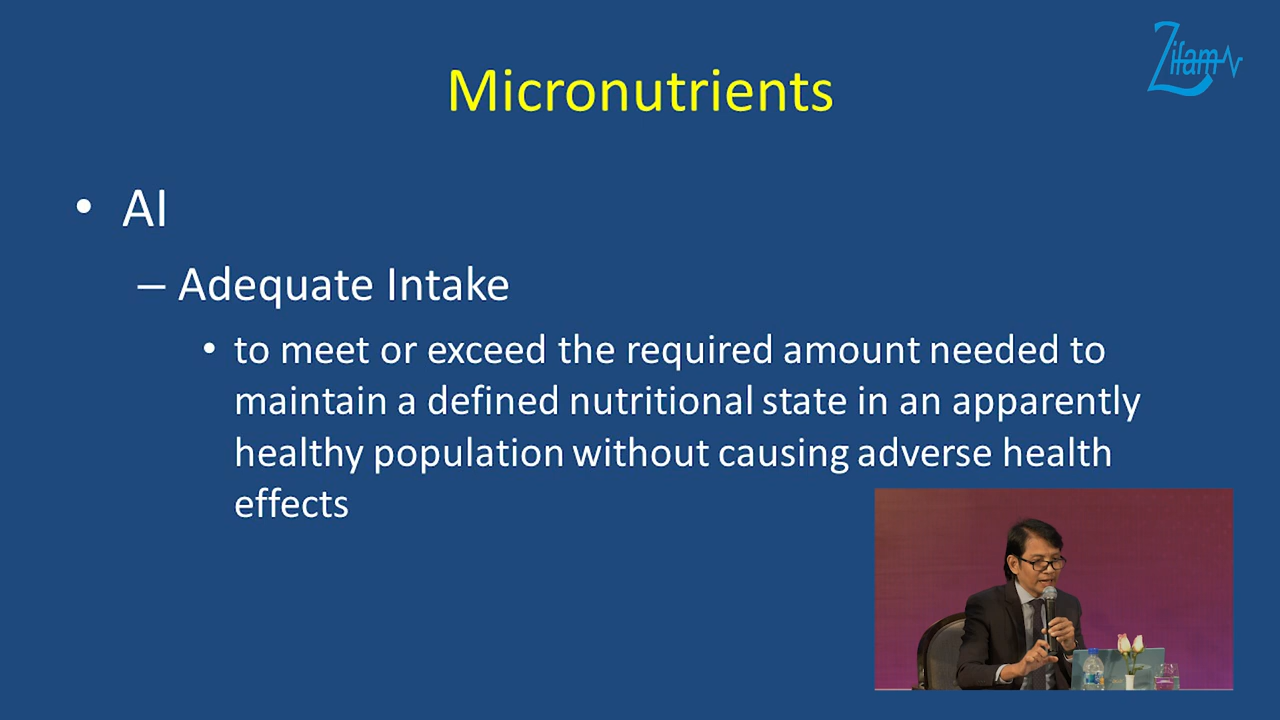 Zifam
Micronutrients
• AI
– Adequate Intake
• to meet or exceed the required amount needed to
maintain a defined nutritional state in an apparently
healthy population without causing adverse health
effects